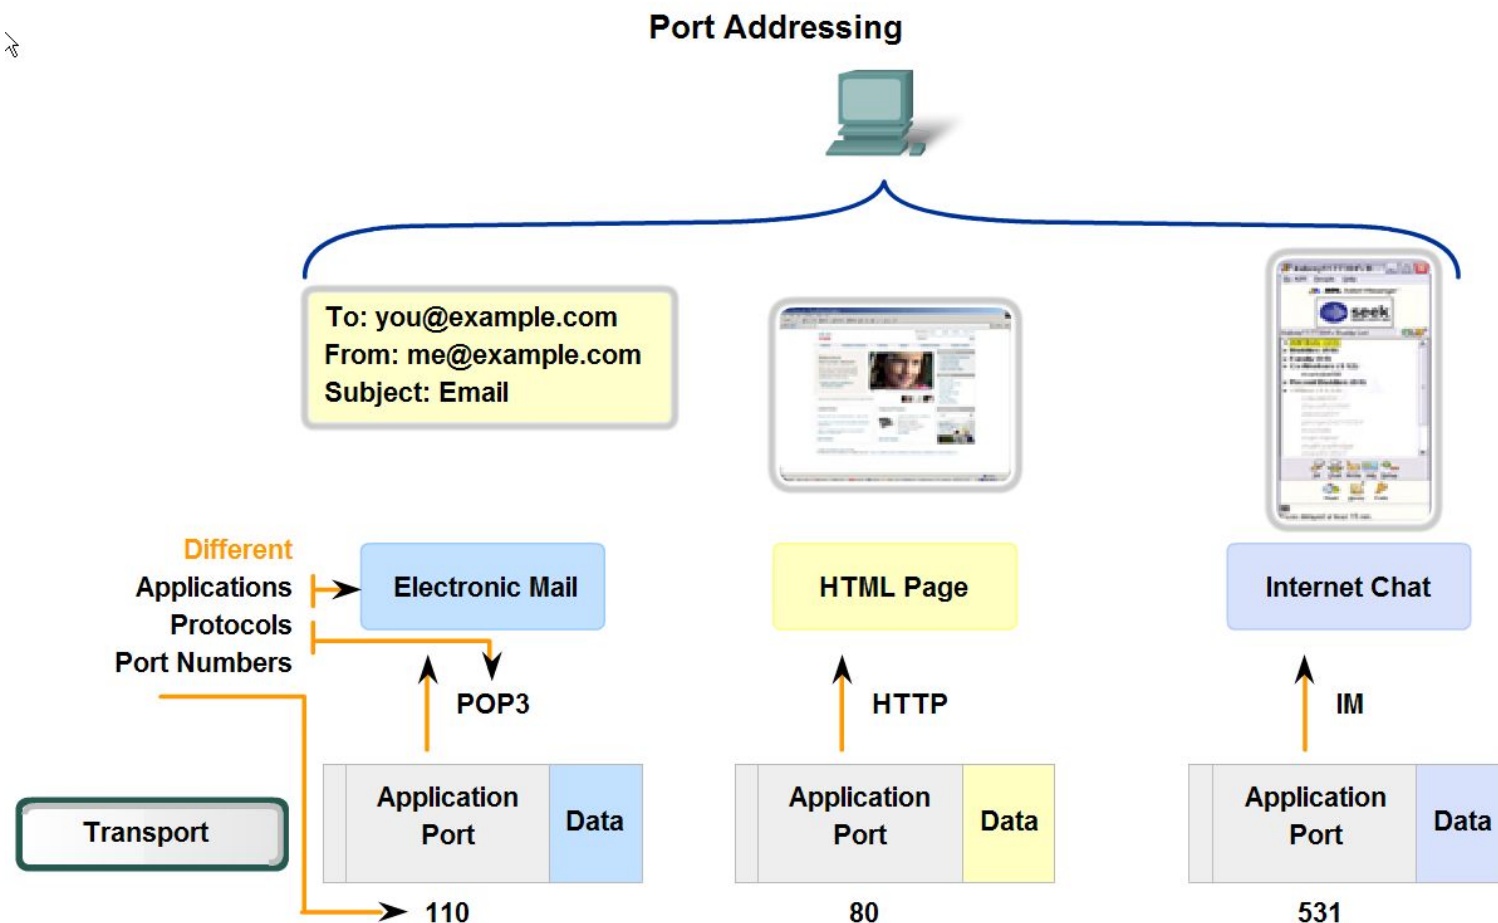 Port Addressing
To: you@example.com
From: me@example.com
Subject: Email
seek
Different
Applications
Protocols
Port Numbers
Electronic Mail
HTML Page
Internet Chat
POP3
HTTP
IM
Transport
Application
Port
Data
Application
Port
Data
Application
Port
Data
110
80
531